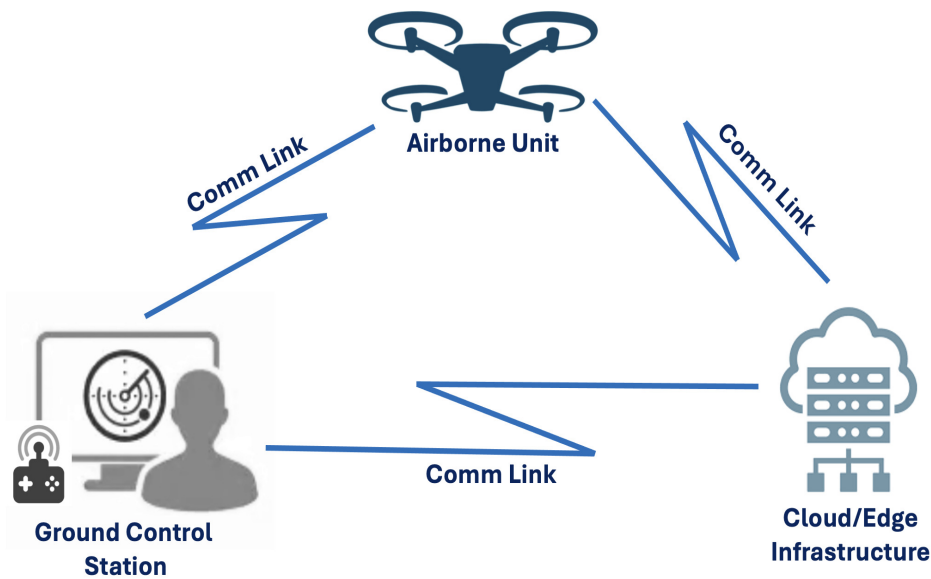 Airborne Unit
Comm Link
Comm Link
Comm Link
Ground Control
Station
Cloud/Edge
Infrastructure